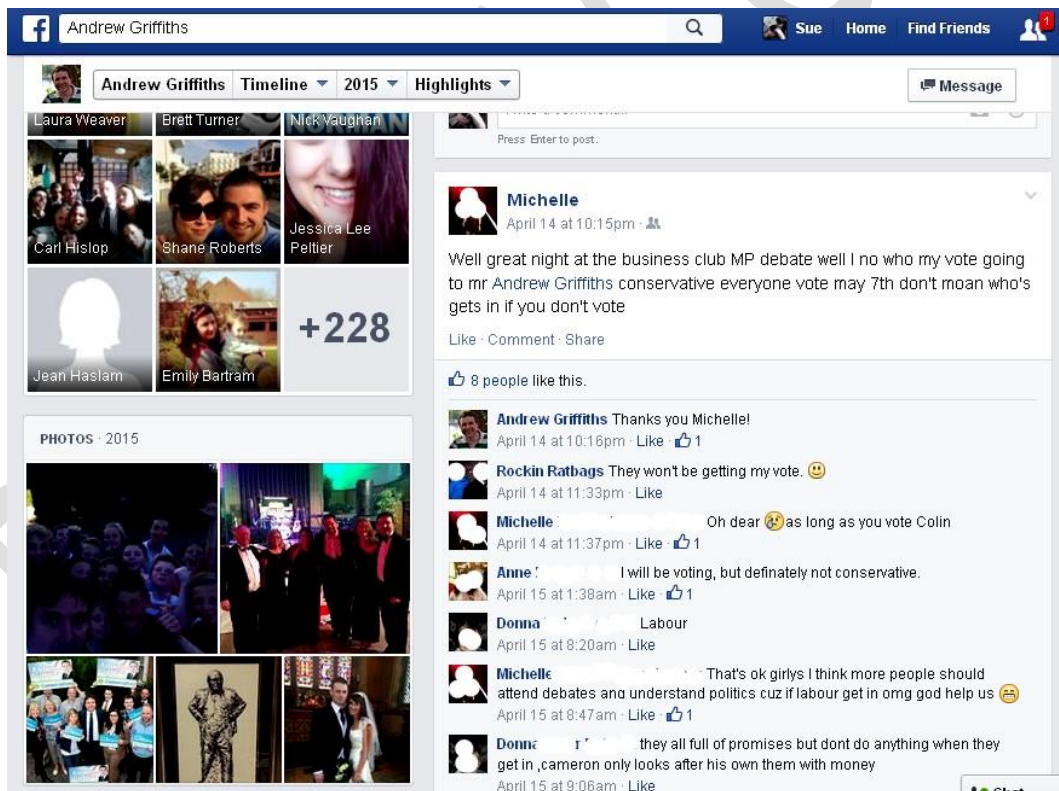 f
Andrew Griffiths
Sue Home Find Friends 1
Andrew Griffiths Timeline 2015 Highlights
Message
Laura Weaver Brett Turner Nick Vaughan
Carl Hislop Shane Roberts Jessica Lee
Peltier
Jean Haslam Emily Bartram +228
PHOTOS · 2015
Press Enter to post.
Michelle
April 14 at 10:15pm ·
Well great night at the business club MP debate well I no who my vote going
to mr Andrew Griffiths conservative everyone vote may 7th don't moan who's
gets in if you don't vote
Like · Comment · Share
8 people like this.
Andrew Griffiths Thanks you Michelle!
April 14 at 10:16pm · Like · 1
Rockin Ratbags They won't be getting my vote.
April 14 at 11:33pm · Like
Michelle Oh dear as long as you vote Colin
April 14 at 11:37pm · Like · 1
Anne I will be voting, but definately not conservative.
April 15 at 1:38am · Like · 1
Donna Labour
April 15 at 8:20am · Like
Michelle That's ok girlys I think more people should
attend debates and understand politics cuz if labour get in omg god help us
April 15 at 8:47am · Like · 1
Donna they all full of promises but dont do anything when they
get in ,cameron only looks after his own them with money
April 15 at 9:06am · Like
Chat